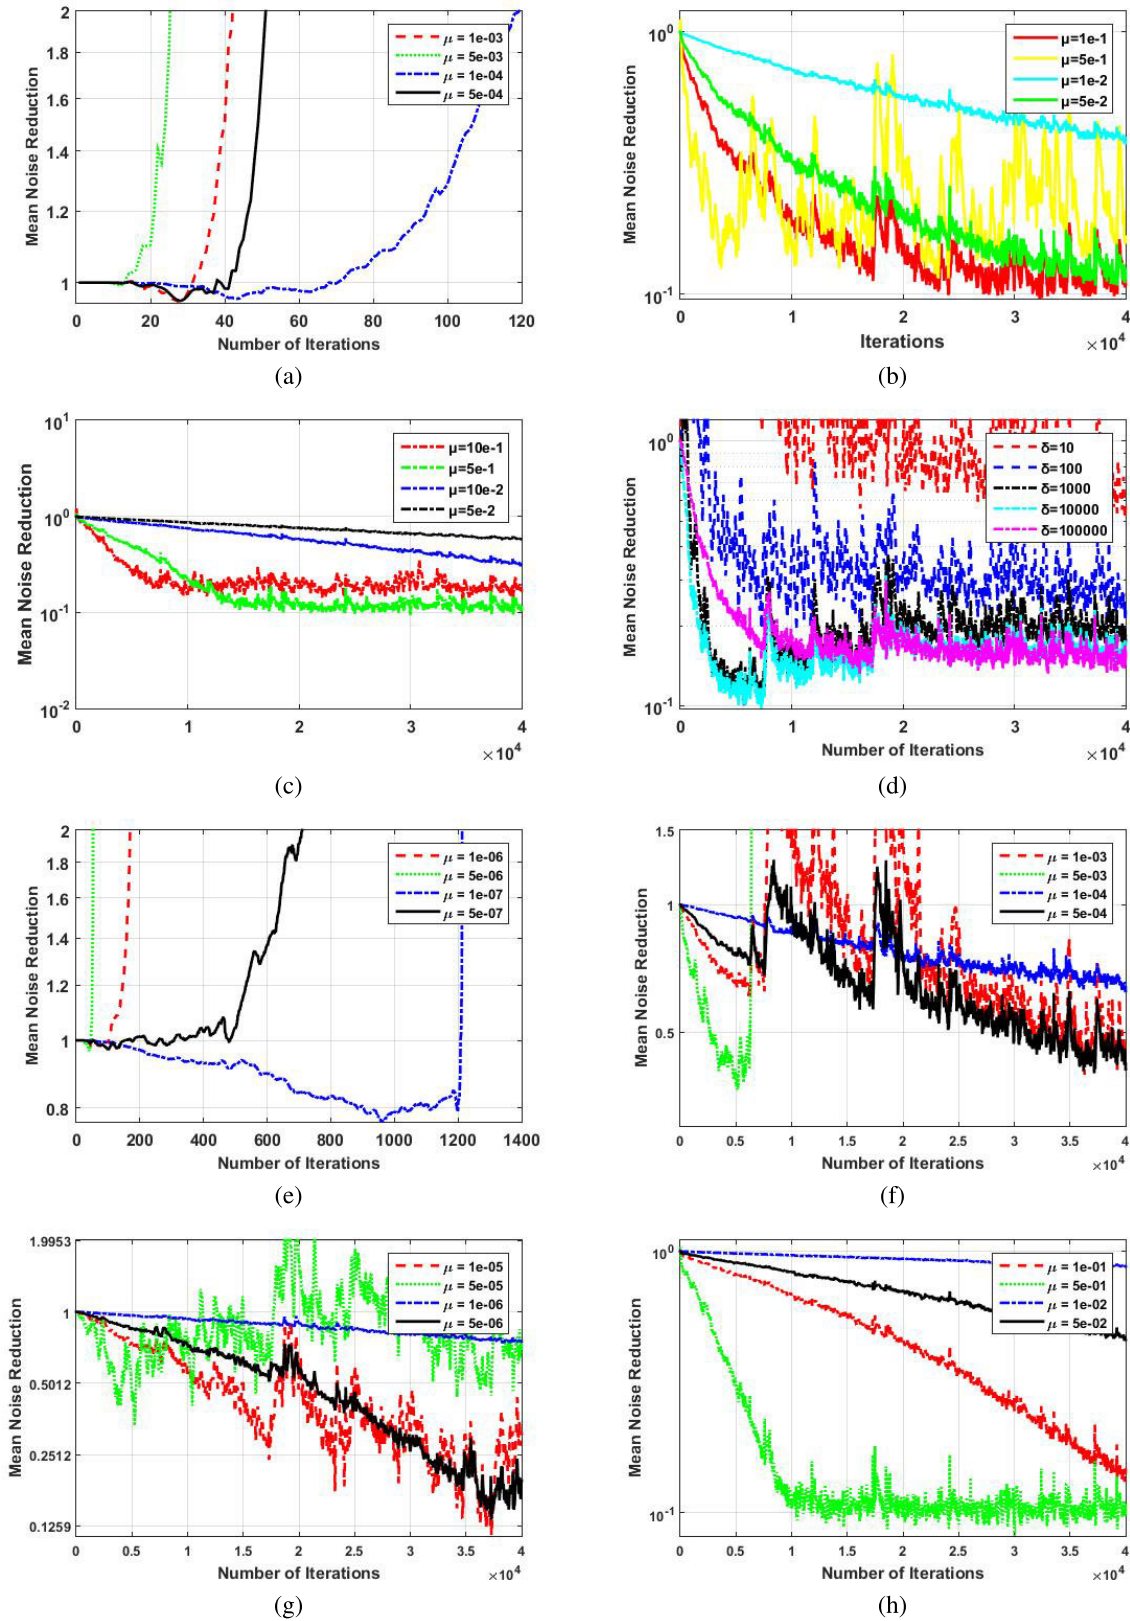 2
1.8
1.6
1.4
1.2
1
Mean Noise Reduction
μ = 1e-03
μ = 5e-03
μ = 1e-04
μ = 5e-04
20 40 60 80 100 120
Number of Iterations
(a)
10^0
10^-1
Mean Noise Reduction
μ=1e-1
μ=5e-1
μ=1e-2
μ=5e-2
0 1 2 3 4
Iterations
×10^4
(b)
10^1
10^0
10^-1
10^-2
Mean Noise Reduction
μ=10e-1
μ=5e-1
μ=10e-2
μ=5e-2
0 1 2 3 4
×10^4
(c)
10^0
10^-1
Mean Noise Reduction
δ=10
δ=100
δ=1000
δ=10000
δ=100000
0 1 2 3 4
Number of Iterations
×10^4
(d)
2
1.8
1.6
1.4
1.2
1
0.8
Mean Noise Reduction
μ = 1e-06
μ = 5e-06
μ = 1e-07
μ = 5e-07
0 200 400 600 800 1000 1200 1400
Number of Iterations
(e)
1.5
1
0.5
Mean Noise Reduction
μ = 1e-03
μ = 5e-03
μ = 1e-04
μ = 5e-04
0 0.5 1 1.5 2 2.5 3 3.5 4
Number of Iterations
×10^4
(f)
1.9953
1
0.5012
0.2512
0.1259
Mean Noise Reduction
μ = 1e-05
μ = 5e-05
μ = 1e-06
μ = 5e-06
0 0.5 1 1.5 2 2.5 3 3.5 4
Number of Iterations
×10^4
(g)
10^0
10^-1
Mean Noise Reduction
μ = 1e-01
μ = 5e-01
μ = 1e-02
μ = 5e-02
0 0.5 1 1.5 2 2.5 3 3.5 4
Number of Iterations
×10^4
(h)